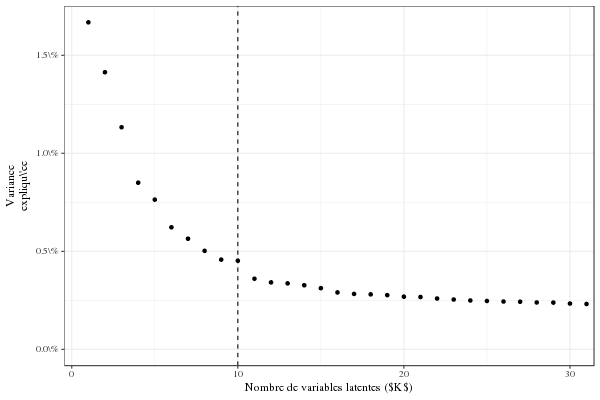 1.5\%
1.0\%
0.5\%
0.0\%
Variance
expliqu\'ee
0
10
20
30
Nombre de variables latentes ($K$)